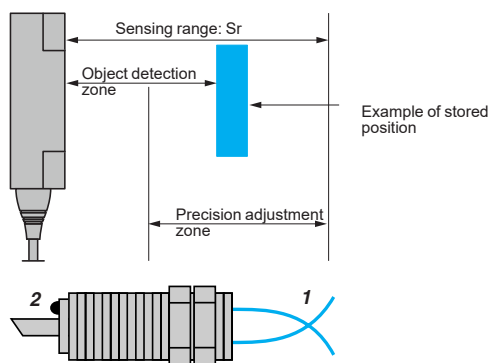 Sensing range: Sr
Object detection
zone
Example of stored
position
Precision adjustment
zone
2
1